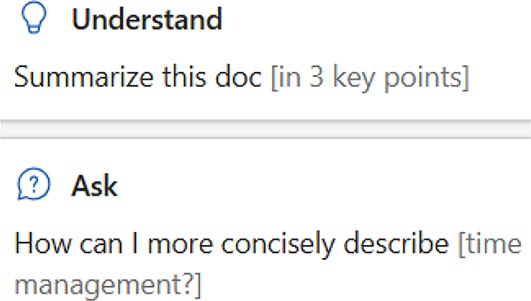 Understand
Summarize this doc [in 3 key points]
Ask
How can I more concisely describe [time
management?]